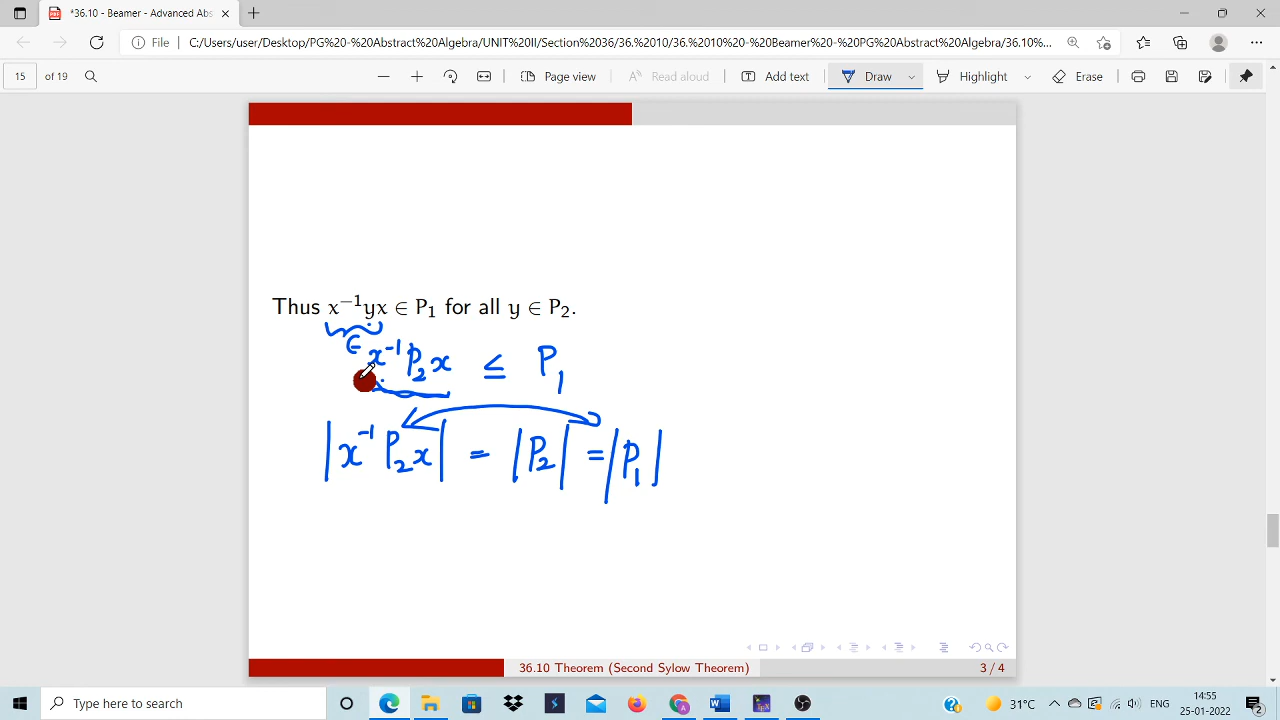 *36.10 - Beamer - Advanced Abs
File C:/Users/user/Desktop/PG%20-%20Abstract%20Algebra/UNIT%20II/Section%2036/36.%2010/36.%2010%20-%20Beamer%20-%20PG%20Abstract%20Algebra/36.10%...
15 of 19 Page view Read aloud Add text Draw Highlight Erase
Thus x⁻¹yx ∈ P₁ for all y ∈ P₂.
∈ x⁻¹P₂x ≤ P₁
|x⁻¹P₂x| = |P₂| = |P₁|
36.10 Theorem (Second Sylow Theorem) 3 / 4
Type here to search 31°C ENG 14:55
25-01-2022 2